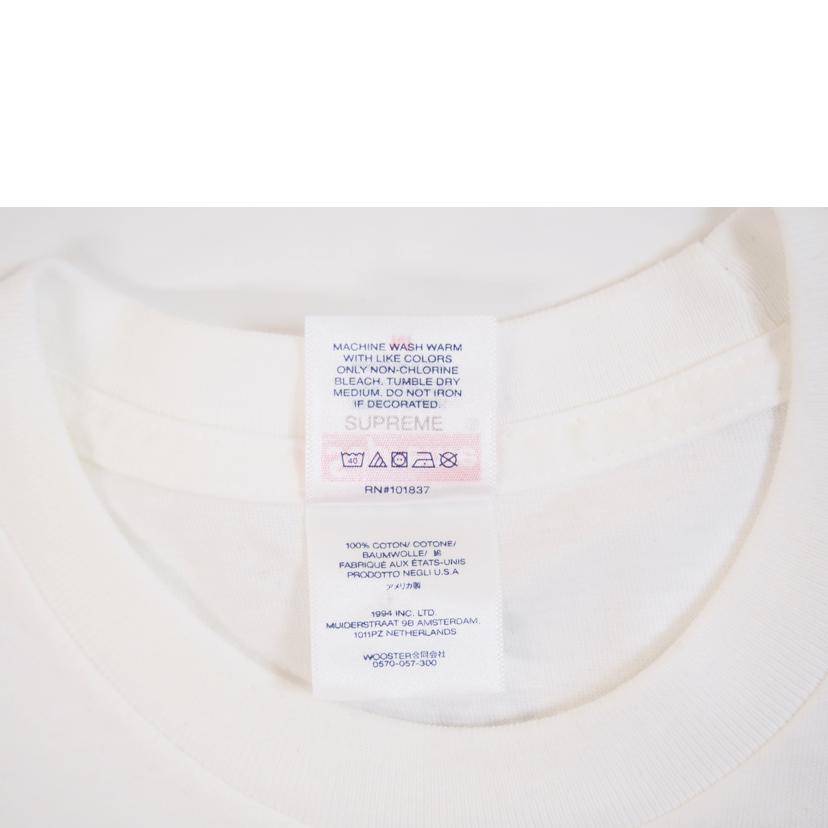 MACHINE WASH WARM
WITH LIKE COLORS
ONLY NON-CHLORINE
BLEACH. TUMBLE DRY
MEDIUM. DO NOT IRON
IF DECORATED.
SUPREME
40
RN#101837
100% COTON/ COTONE/
BAUMWOLLE/ 綿
FABRIQUÉ AUX ÉTATS-UNIS
PRODOTTO NEGLI U.S.A
アメリカ製
1994 INC. LTD.
MUIDERSTRAAT 9B AMSTERDAM.
1011PZ NETHERLANDS
WOOSTER合同会社
0570-057-300